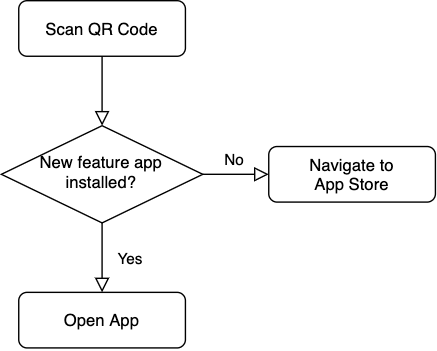 Scan QR Code
New feature app
installed?
No
Navigate to
App Store
Yes
Open App